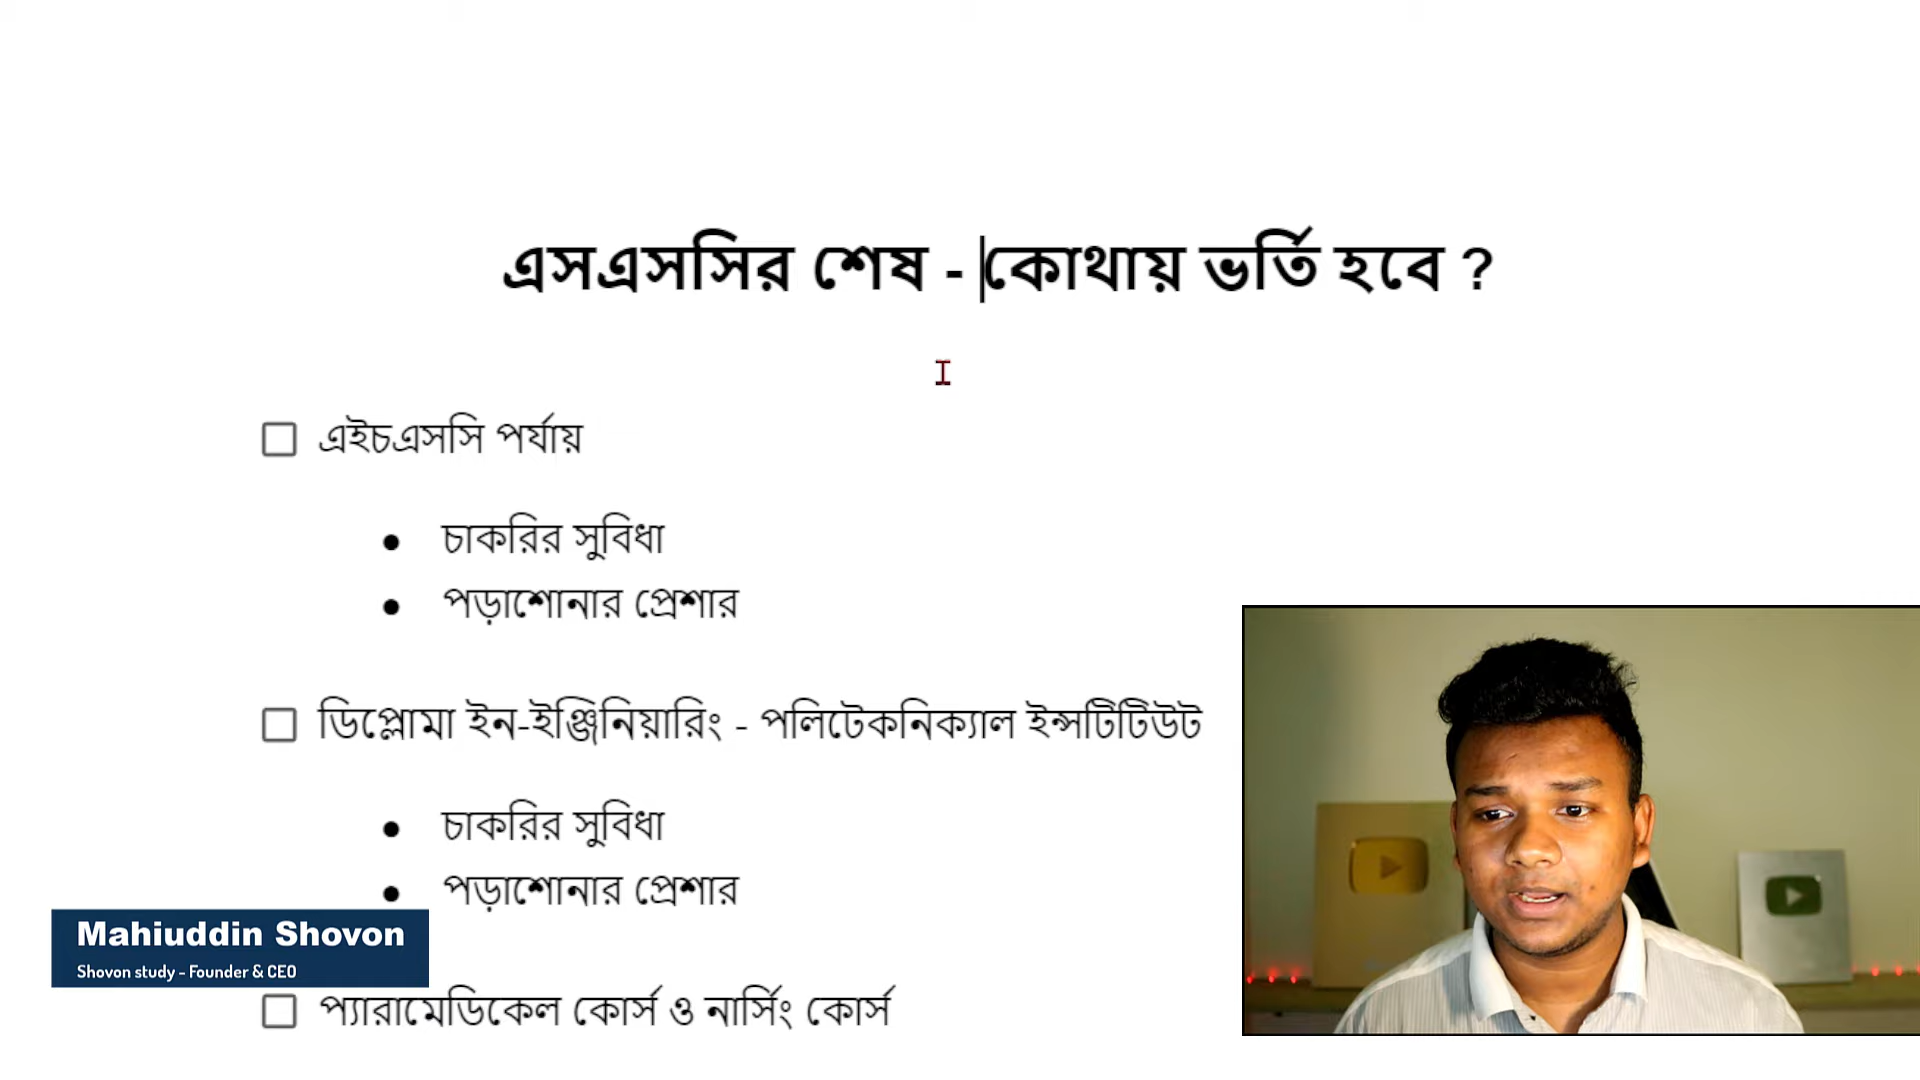 এসএসসির শেষ - কোথায় ভর্তি হবে ?
এইচএসসি পর্যায়
চাকরির সুবিধা
পড়াশোনার প্রেশার
ডিপ্লোমা ইন-ইঞ্জিনিয়ারিং - পলিটেকনিক্যাল ইন্সটিটিউট
চাকরির সুবিধা
পড়াশোনার প্রেশার
Mahiuddin Shovon
Shovon study - Founder & CEO
প্যারামেডিকেল কোর্স ও নার্সিং কোর্স